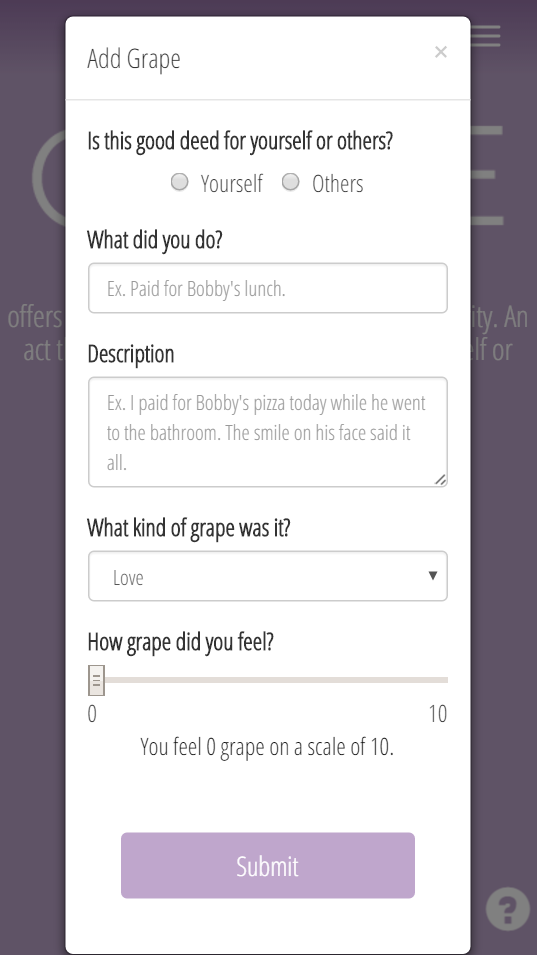 Add Grape
×
E
offers
ity. An
act t
elf or
Is this good deed for yourself or others?
Yourself Others
What did you do?
Ex. Paid for Bobby's lunch.
Description
Ex. I paid for Bobby's pizza today while he went
to the bathroom. The smile on his face said it
all.
What kind of grape was it?
Love
How grape did you feel?
0 10
You feel 0 grape on a scale of 10.
Submit
?